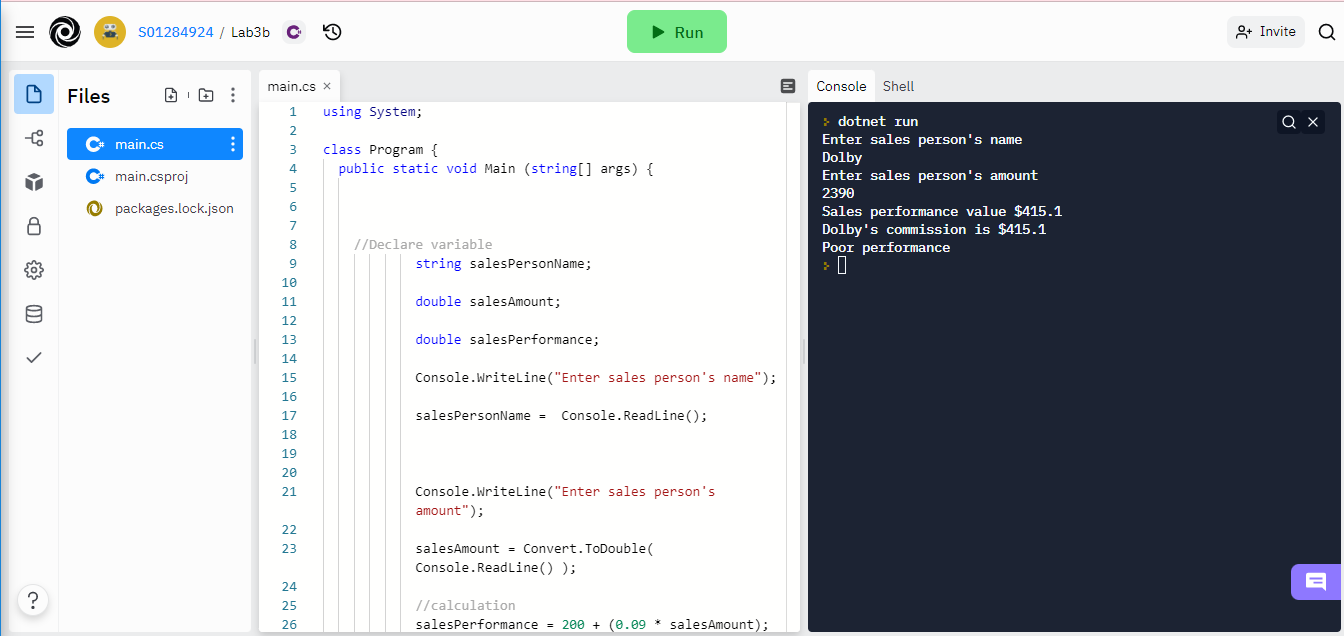 S01284924 / Lab3b
Run
Invite
Files
main.cs
main.csproj
packages.lock.json
?
main.cs ×
1 using System;
2
3 class Program {
4 public static void Main (string[] args) {
5
6
7
8 //Declare variable
9 string salesPersonName;
10
11 double salesAmount;
12
13 double salesPerformance;
14
15 Console.WriteLine("Enter sales person's name");
16
17 salesPersonName =  Console.ReadLine();
18
19
20
21 Console.WriteLine("Enter sales person's
amount");
22
23 salesAmount = Convert.ToDouble(
Console.ReadLine() );
24
25 //calculation
26 salesPerformance = 200 + (0.09 * salesAmount);
Console Shell
dotnet run
Enter sales person's name
Dolby
Enter sales person's amount
2390
Sales performance value $415.1
Dolby's commission is $415.1
Poor performance